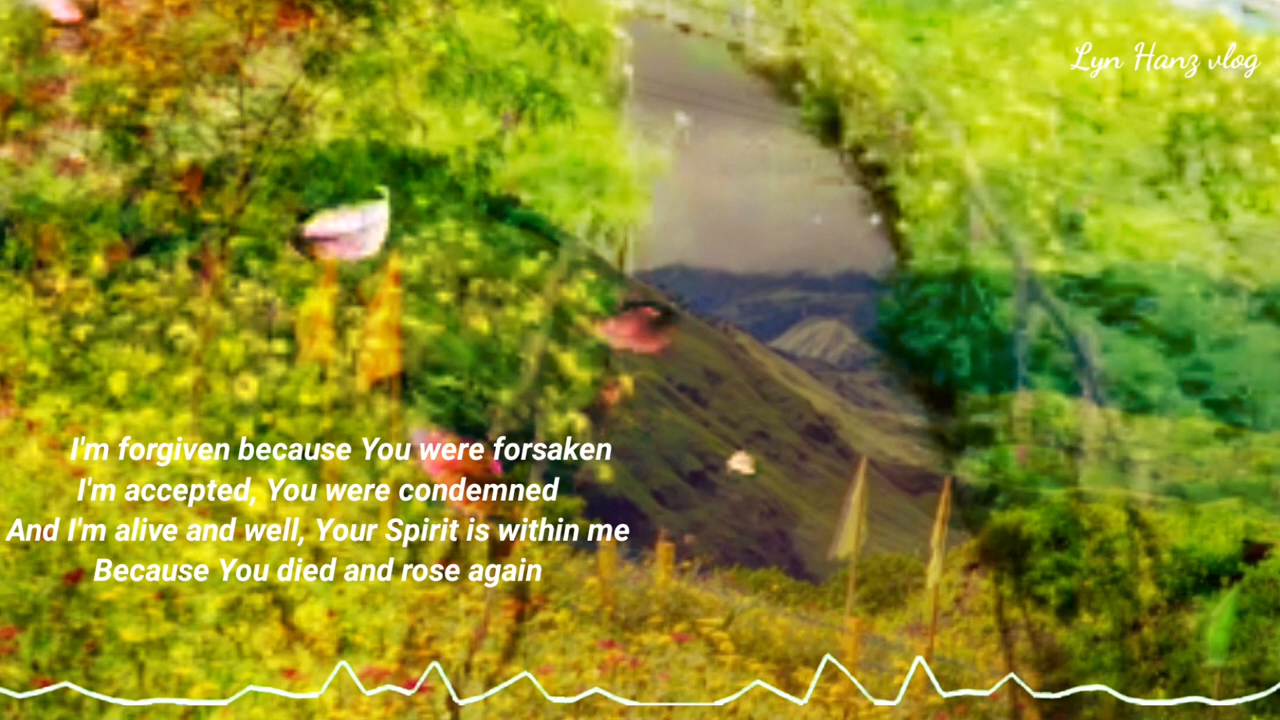 Lyn Hanz vlog
I'm forgiven because You were forsaken
I'm accepted, You were condemned
And I'm alive and well, Your Spirit is within me
Because You died and rose again